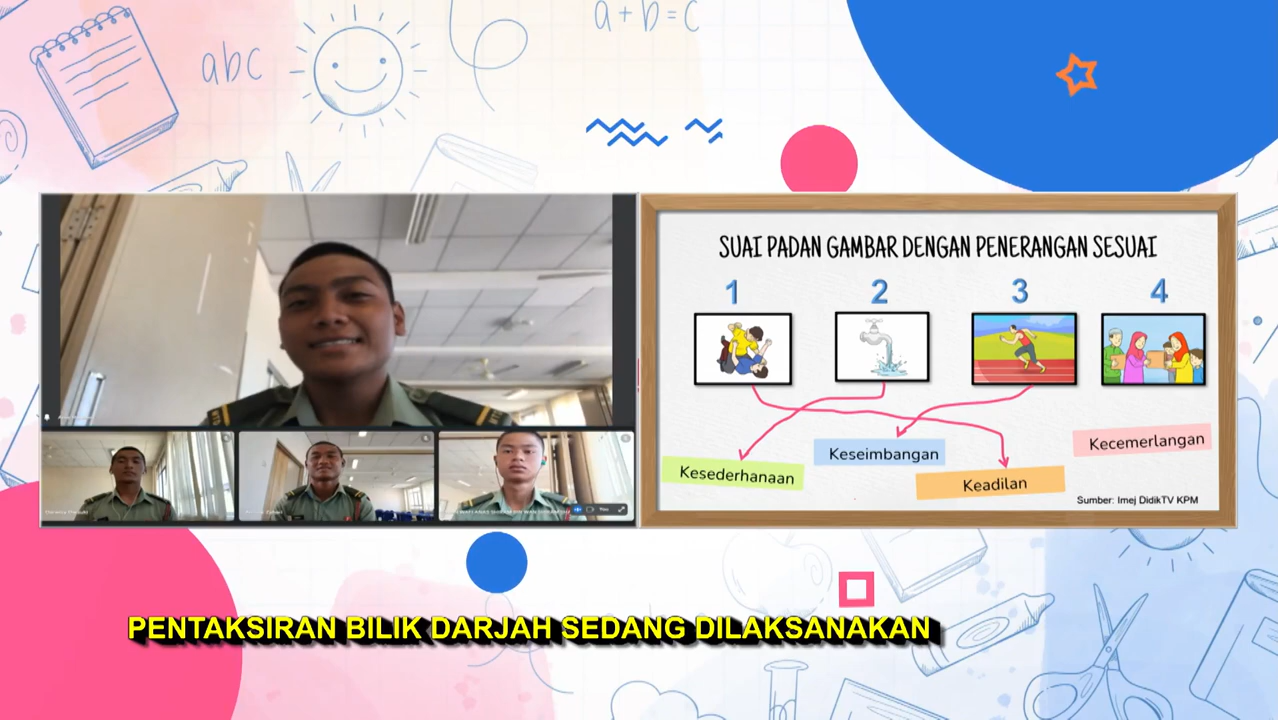 abc
a+b=c
SUAI PADAN GAMBAR DENGAN PENERANGAN SESUAI
1 2 3 4
Kesederhanaan
Keseimbangan
Keadilan
Kecemerlangan
Sumber: Imej DidikTV KPM
You
PENTAKSIRAN BILIK DARJAH SEDANG DILAKSANAKAN